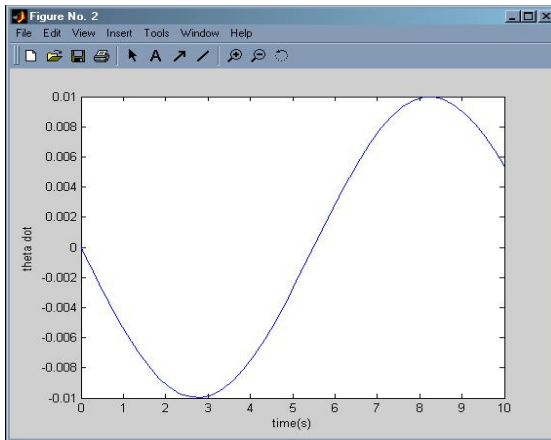 Figure No. 2
File Edit View Insert Tools Window Help
A
0.01
0.008
0.006
0.004
0.002
0
-0.002
-0.004
-0.006
-0.008
-0.01
theta dot
0 1 2 3 4 5 6 7 8 9 10
time(s)